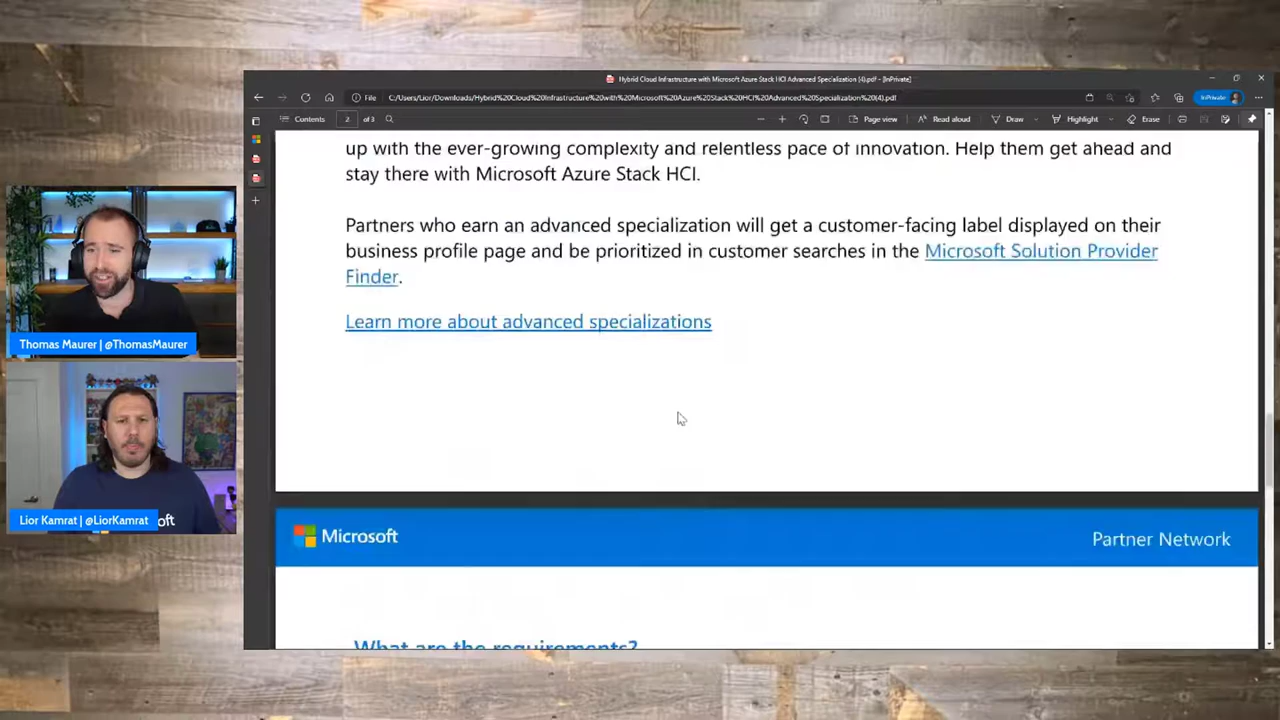 Hybrid Cloud Infrastructure with Microsoft Azure Stack HCI Advanced Specialization (4).pdf - [InPrivate]
File C:/Users/Lior/Downloads/Hybrid%20Cloud%20Infrastructure%20with%20Microsoft%20Azure%20Stack%20HCI%20Advanced%20Specialization%20(4).pdf InPrivate
Contents 2 of 3 Page view Read aloud Draw Highlight Erase
up with the ever-growing complexity and relentless pace of innovation. Help them get ahead and
stay there with Microsoft Azure Stack HCI.
Partners who earn an advanced specialization will get a customer-facing label displayed on their
business profile page and be prioritized in customer searches in the Microsoft Solution Provider
Finder.
Learn more about advanced specializations
Thomas Maurer | @ThomasMaurer
Lior Kamrat | @LiorKamrat
oft
Microsoft Partner Network
What are the requirements?